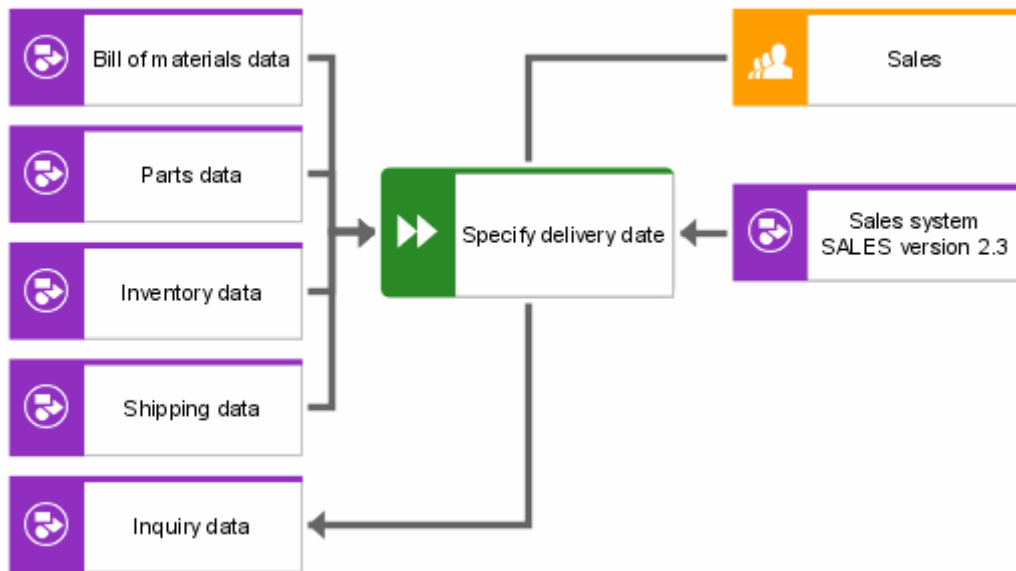 Bill of materials data
Sales
Parts data
Specify delivery date
Sales system
SALES version 2.3
Inventory data
Shipping data
Inquiry data